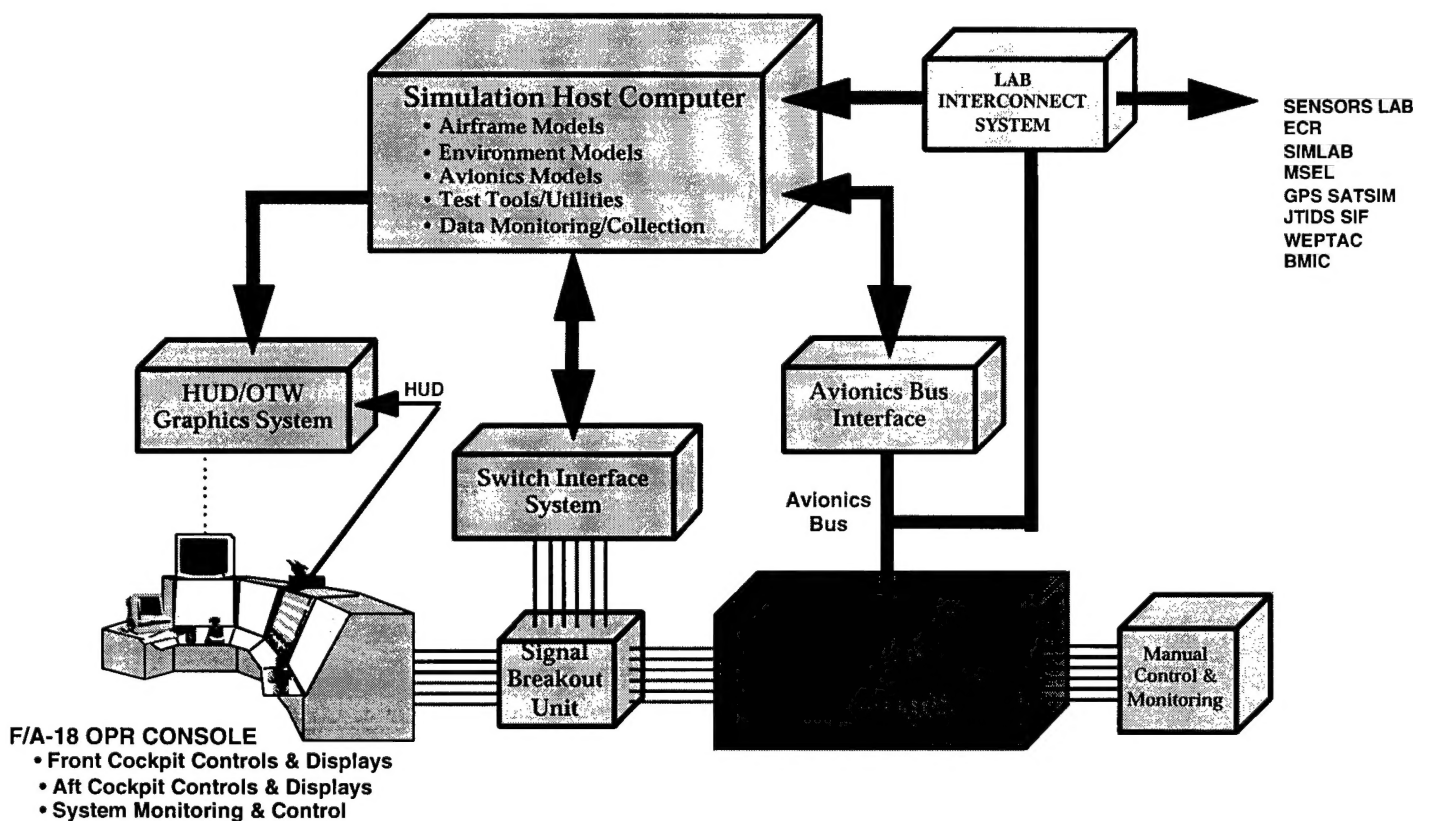 Simulation Host Computer
• Airframe Models
• Environment Models
• Avionics Models
• Test Tools/Utilities
• Data Monitoring/Collection
LAB
INTERCONNECT
SYSTEM
SENSORS LAB
ECR
SIMLAB
MSEL
GPS SATSIM
JTIDS SIF
WEPTAC
BMIC
HUD/OTW
Graphics System
HUD
Switch Interface
System
Avionics Bus
Interface
Avionics
Bus
Signal
Breakout
Unit
Manual
Control &
Monitoring
F/A-18 OPR CONSOLE
• Front Cockpit Controls & Displays
• Aft Cockpit Controls & Displays
• System Monitoring & Control